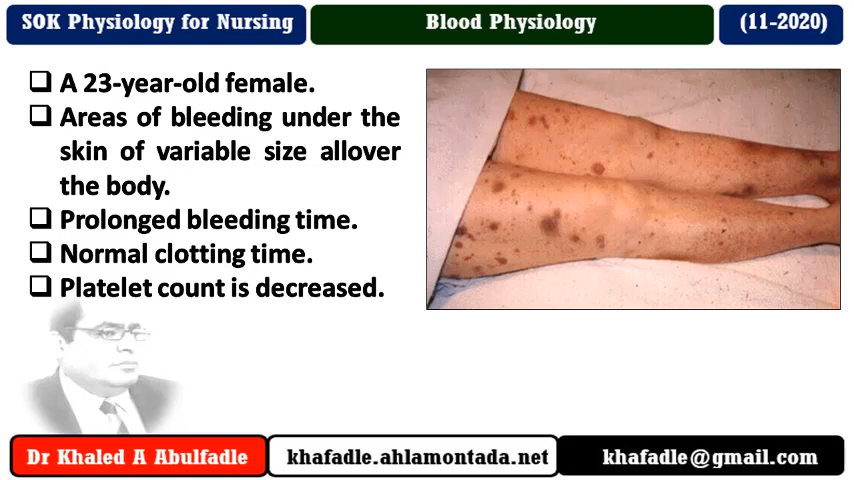 SOK Physiology for Nursing
Blood Physiology
(11-2020)
❑ A 23-year-old female.
❑ Areas of bleeding under the
skin of variable size allover
the body.
❑ Prolonged bleeding time.
❑ Normal clotting time.
❑ Platelet count is decreased.
Dr Khaled A Abulfadle
khafadle.ahlamontada.net
khafadle@gmail.com